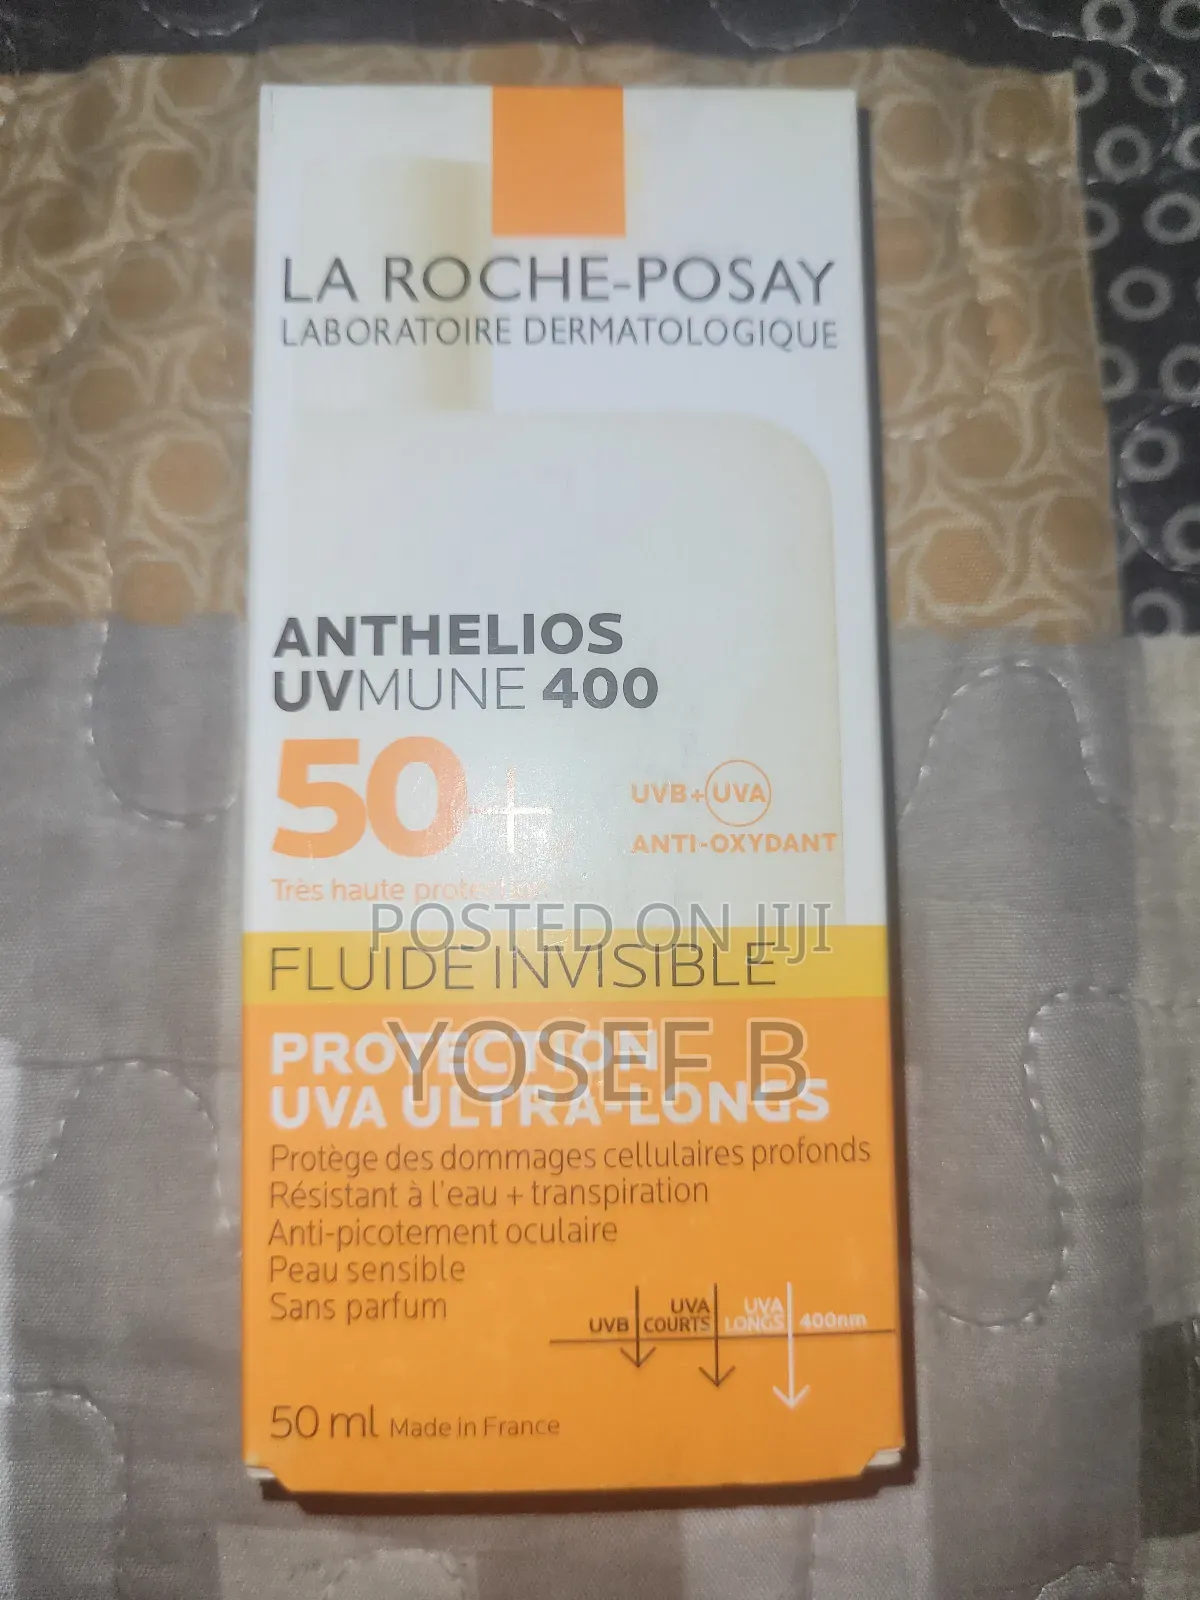 LA ROCHE-POSAY
LABORATOIRE DERMATOLOGIQUE
ANTHELIOS
UVMUNE 400
50+
UVB+UVA
ANTI-OXYDANT
Très haute protection
POSTED ON JIJI
FLUIDE INVISIBLE
YOSEF B
PROTECTION
UVA ULTRA-LONGS
Protège des dommages cellulaires profonds
Résistant à l'eau + transpiration
Anti-picotement oculaire
Peau sensible
Sans parfum
UVB UVA COURTS UVA LONGS 400nm
50 ml Made in France